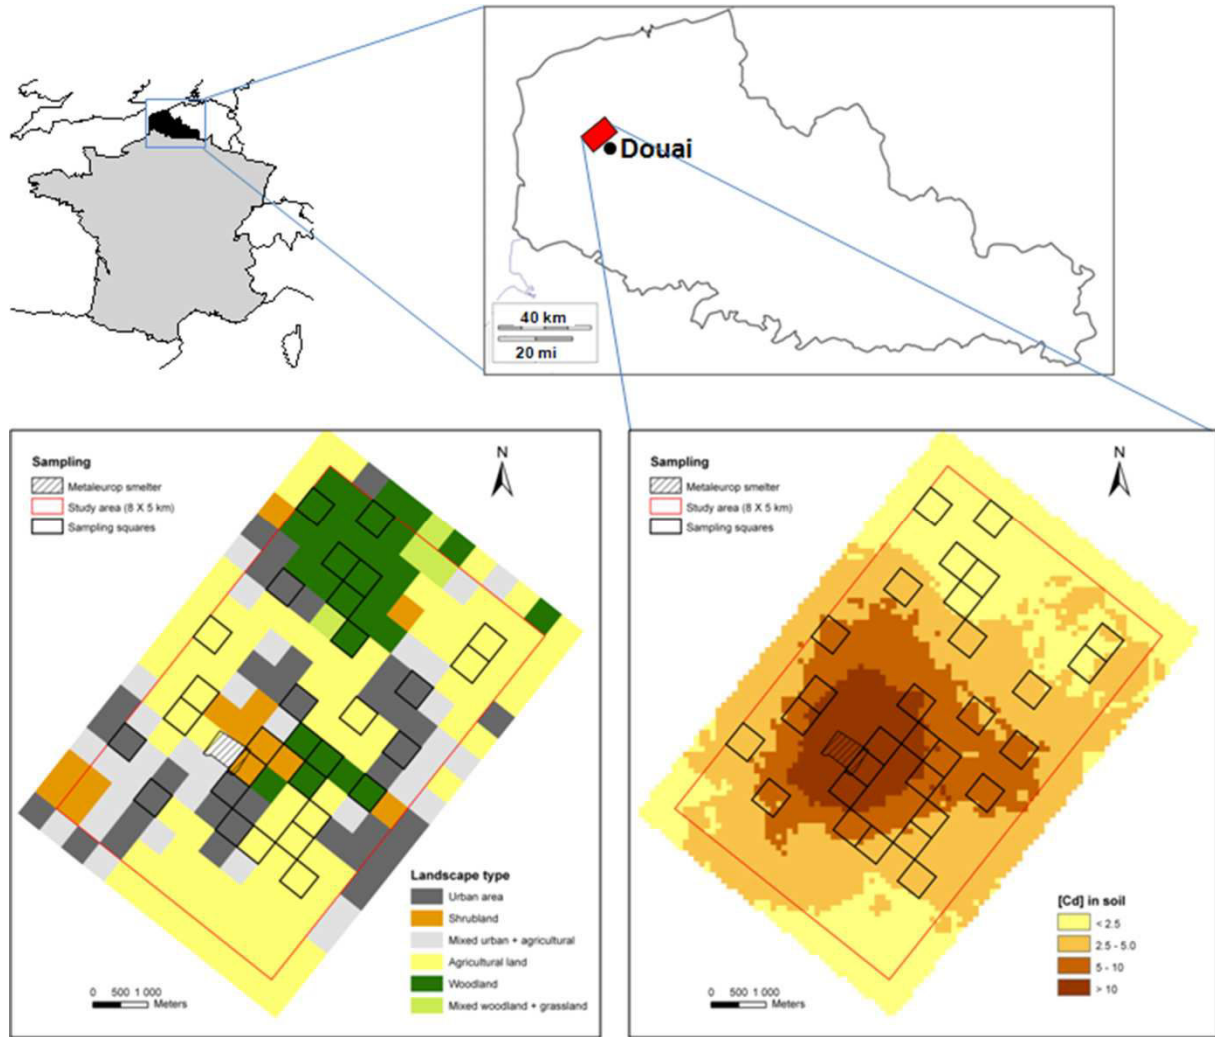 Douai
40 km
20 mi
Sampling
Metaleurop smelter
Study area (8 X 5 km)
Sampling squares
N
Landscape type
Urban area
Shrubland
Mixed urban + agricultural
Agricultural land
Woodland
Mixed woodland + grassland
0 500 1 000
Meters
Sampling
Metaleurop smelter
Study area (8 X 5 km)
Sampling squares
N
[Cd] in soil
< 2.5
2.5 - 5.0
5 - 10
> 10
0 500 1 000
Meters